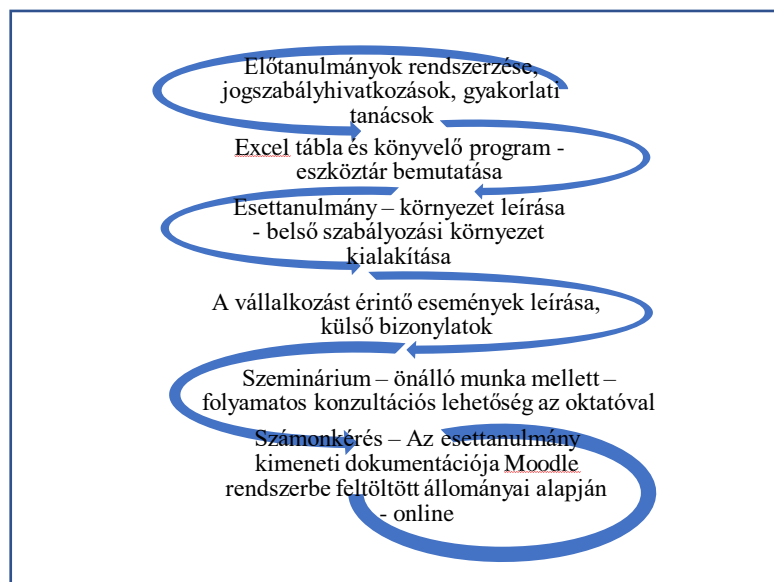 Előtanulmányok rendszerzése,
jogszabályhivatkozások, gyakorlati
tanácsok
Excel tábla és könyvelő program -
eszköztár bemutatása
Esettanulmány – környezet leírása
- belső szabályozási környezet
kialakítása
A vállalkozást érintő események leírása,
külső bizonylatok
Szeminárium – önálló munka mellett –
folyamatos konzultációs lehetőség az oktatóval
Számonkérés – Az esettanulmány
kimeneti dokumentációja Moodle
rendszerbe feltöltött állományai alapján
- online